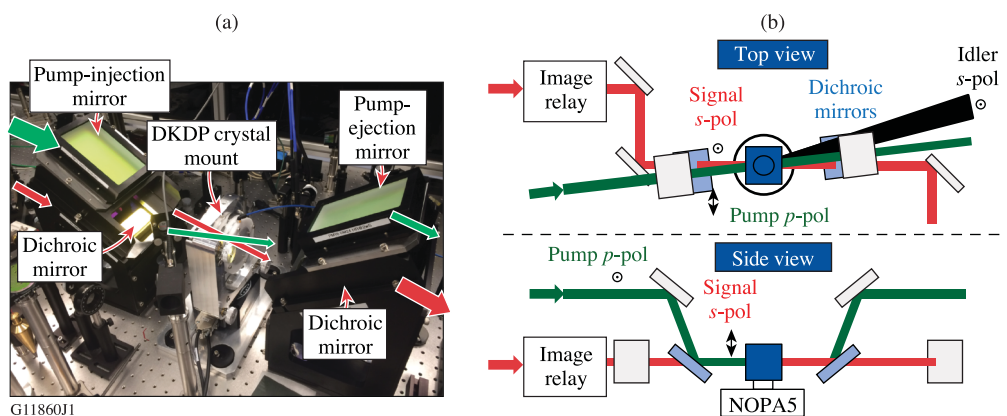 (a)
Pump-injection
mirror
DKDP crystal
mount
Pump-
ejection
mirror
Dichroic
mirror
Dichroic
mirror
G11860J1
(b)
Top view
Image
relay
Signal
s-pol
Dichroic
mirrors
Idler
s-pol
Pump p-pol
Side view
Pump p-pol
Signal
s-pol
Image
relay
NOPA5